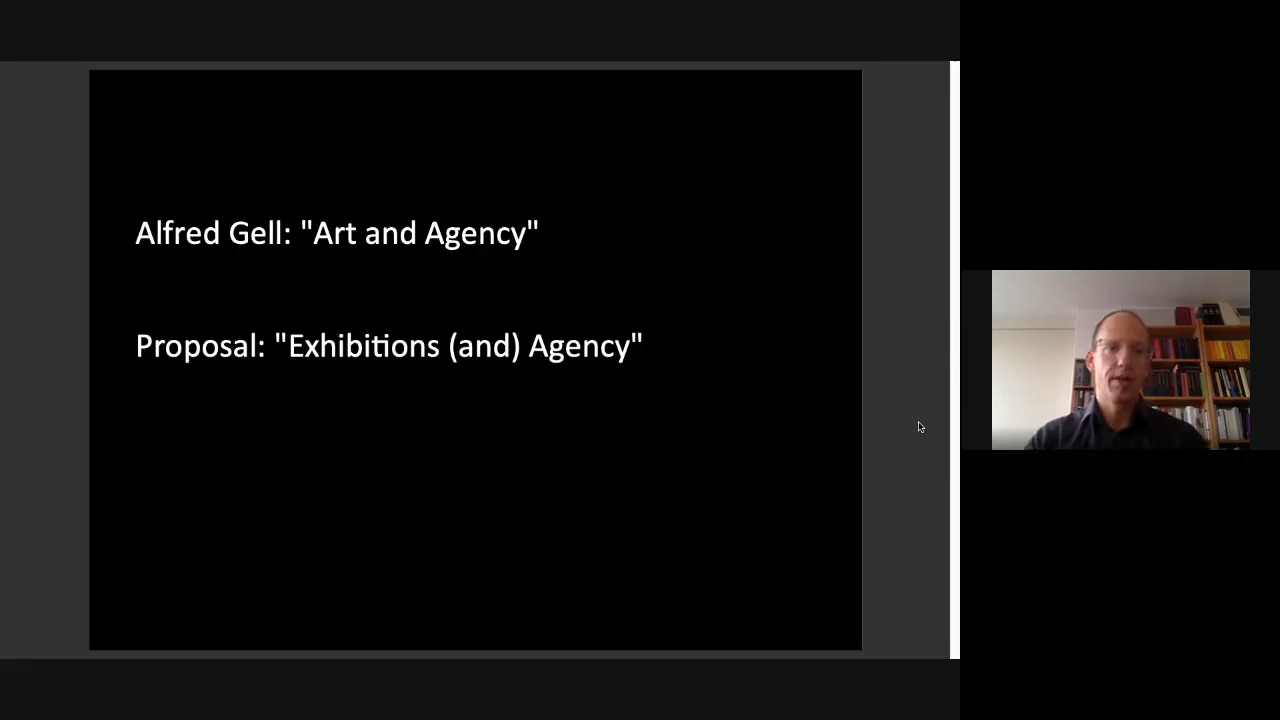 Alfred Gell: "Art and Agency"
Proposal: "Exhibitions (and) Agency"